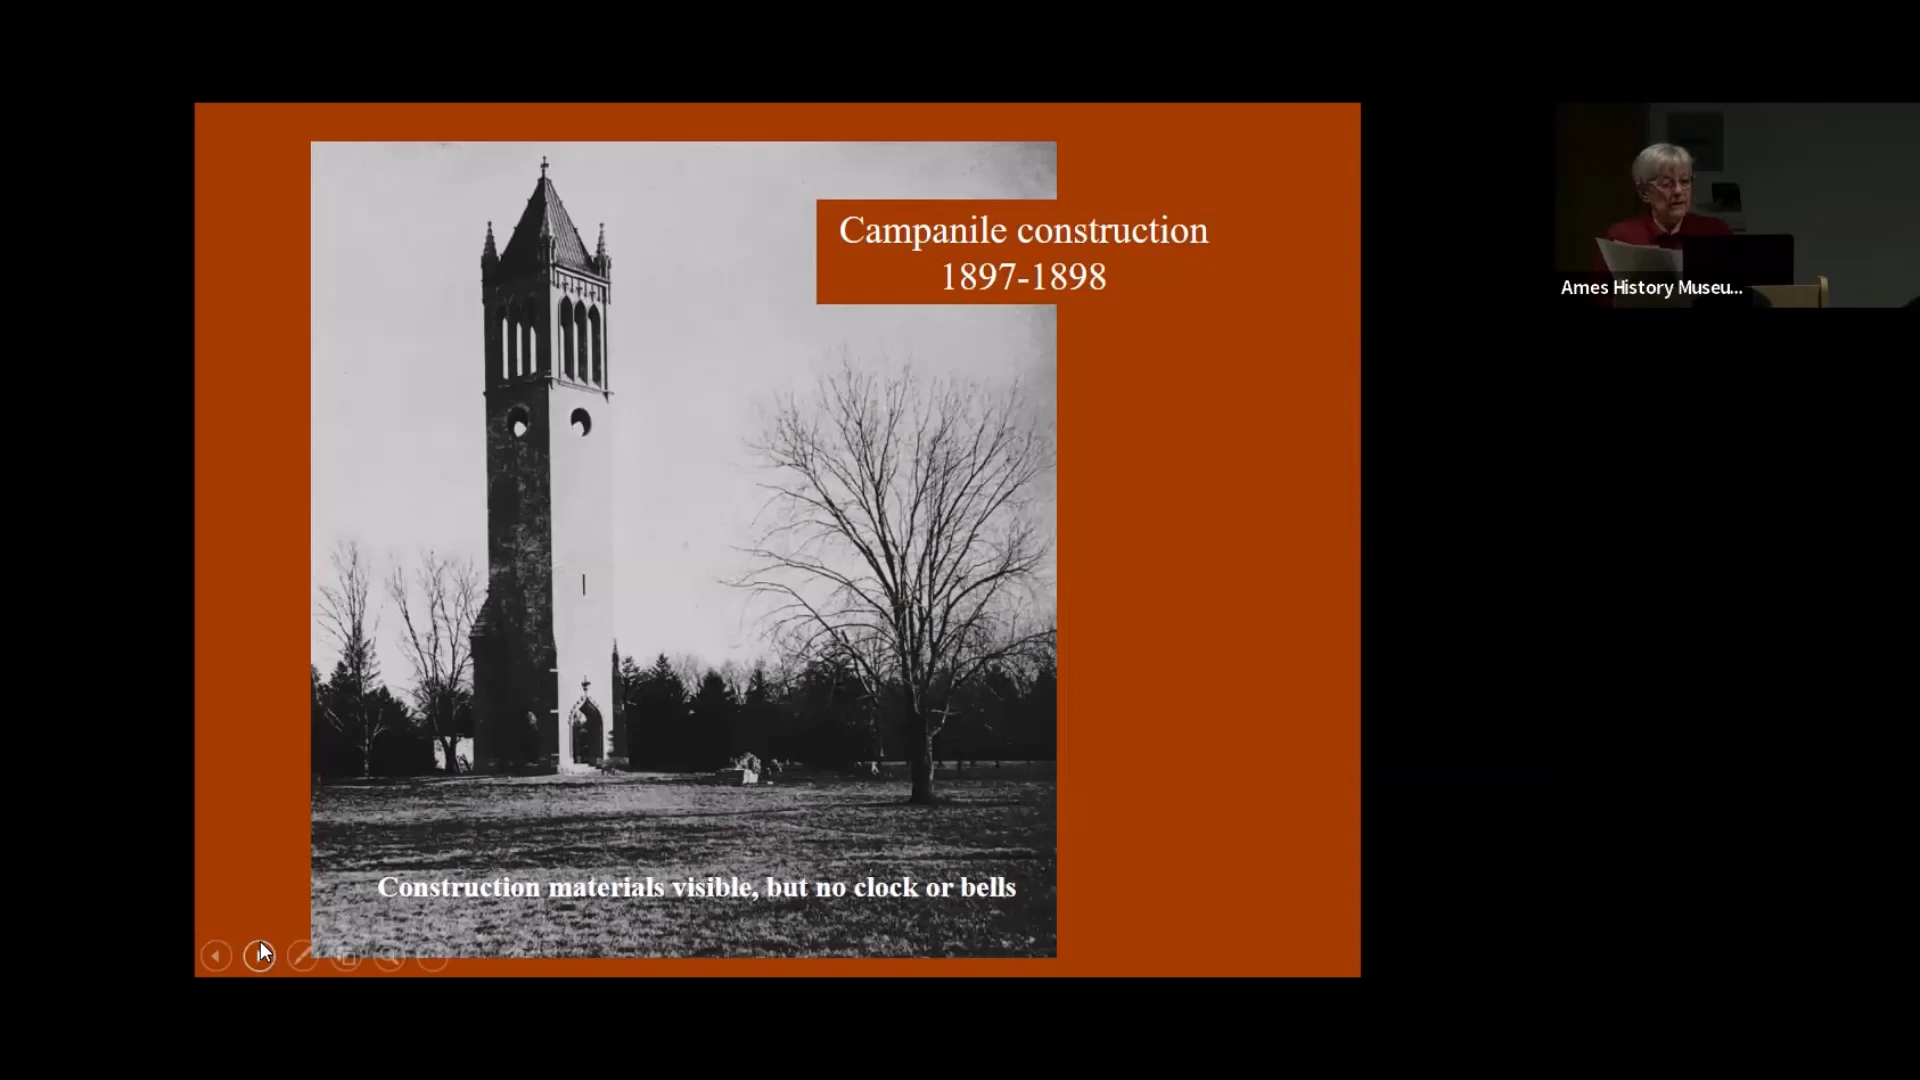 Campanile construction
1897-1898
Ames History Museu...
Construction materials visible, but no clock or bells